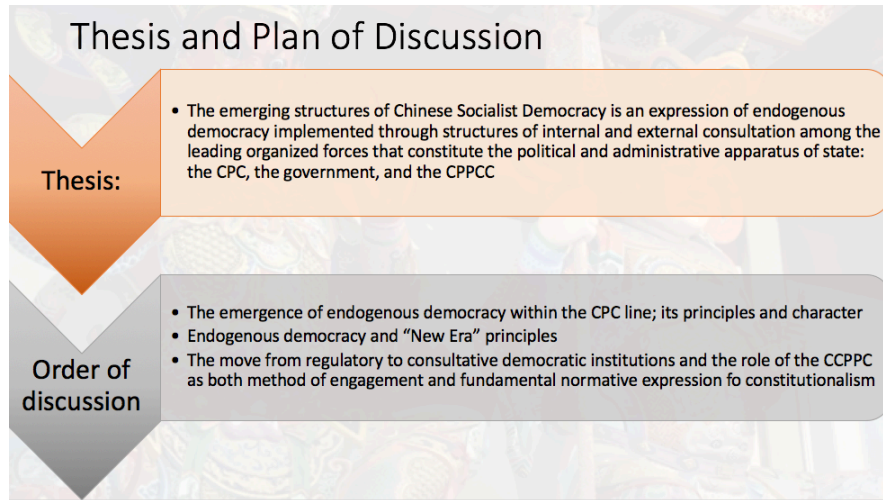 Thesis and Plan of Discussion
Thesis:
• The emerging structures of Chinese Socialist Democracy is an expression of endogenous
democracy implemented through structures of internal and external consultation among the
leading organized forces that constitute the political and administrative apparatus of state:
the CPC, the government, and the CPPCC
Order of
discussion
• The emergence of endogenous democracy within the CPC line; its principles and character
• Endogenous democracy and “New Era” principles
• The move from regulatory to consultative democratic institutions and the role of the CCPPC
as both method of engagement and fundamental normative expression fo constitutionalism